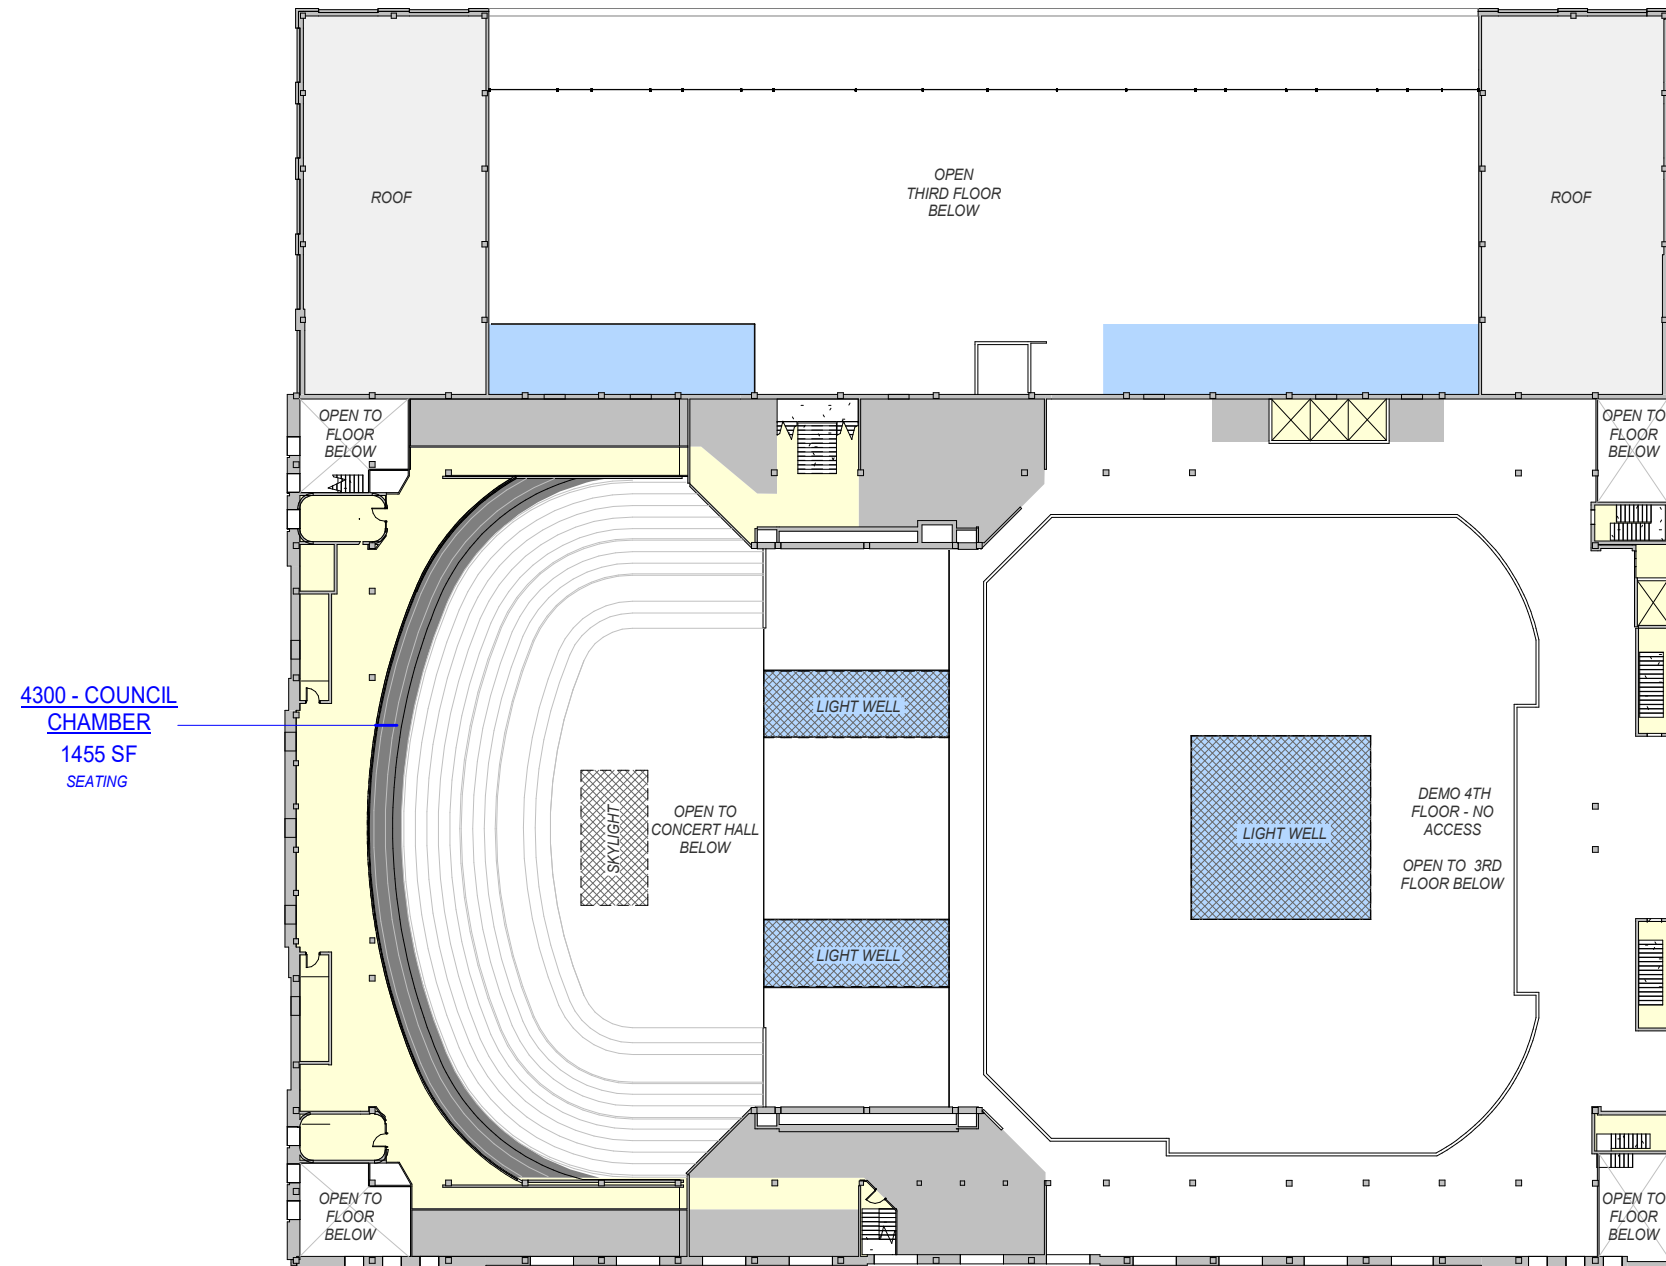 OPEN
THIRD FLOOR
BELOW
ROOF
ROOF
OPEN TO
FLOOR
BELOW
OPEN TO
FLOOR
BELOW
4300 - COUNCIL
CHAMBER
1455 SF
SEATING
LIGHT WELL
SKYLIGHT
OPEN TO
CONCERT HALL
BELOW
LIGHT WELL
DEMO 4TH
FLOOR - NO
ACCESS
OPEN TO 3RD
FLOOR BELOW
LIGHT WELL
OPEN TO
FLOOR
BELOW
OPEN TO
FLOOR
BELOW